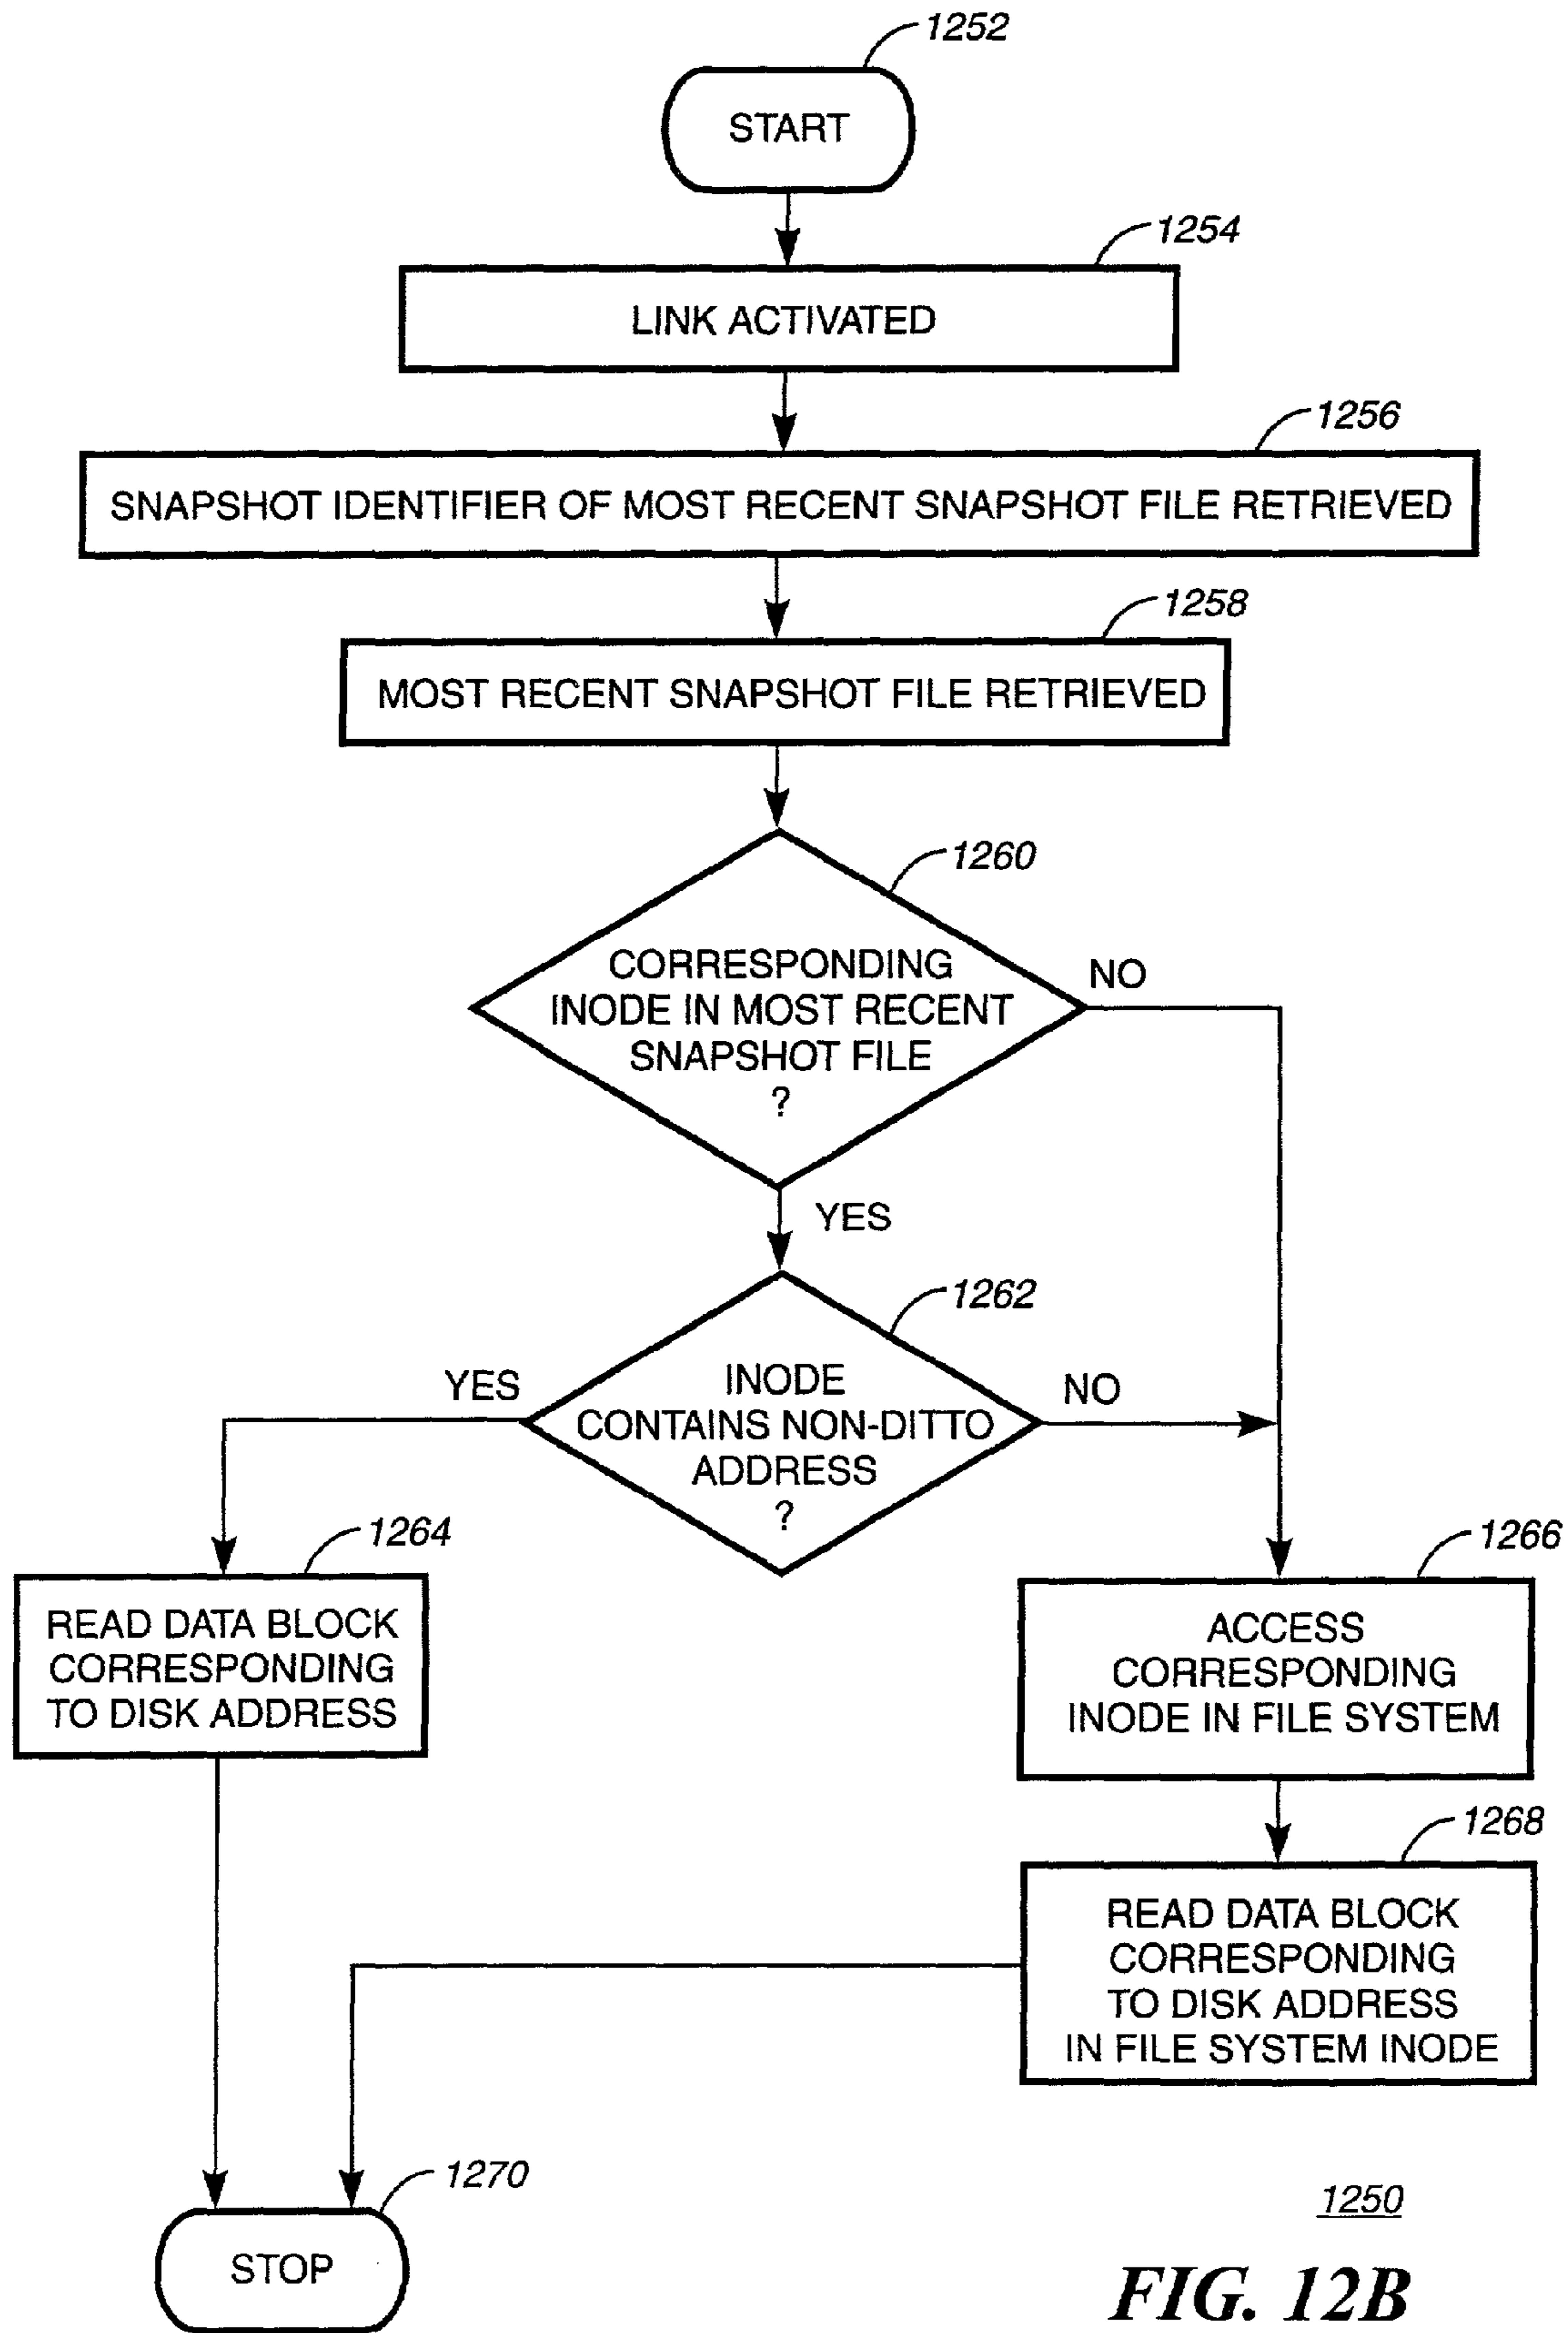 1252
START
1254
LINK ACTIVATED
1256
SNAPSHOT IDENTIFIER OF MOST RECENT SNAPSHOT FILE RETRIEVED
1258
MOST RECENT SNAPSHOT FILE RETRIEVED
1260
CORRESPONDING
INODE IN MOST RECENT
SNAPSHOT FILE
?
NO
YES
1262
INODE
CONTAINS NON-DITTO
ADDRESS
?
YES
NO
1264
READ DATA BLOCK
CORRESPONDING
TO DISK ADDRESS
1266
ACCESS
CORRESPONDING
INODE IN FILE SYSTEM
1268
READ DATA BLOCK
CORRESPONDING
TO DISK ADDRESS
IN FILE SYSTEM INODE
1270
STOP
1250
FIG. 12B